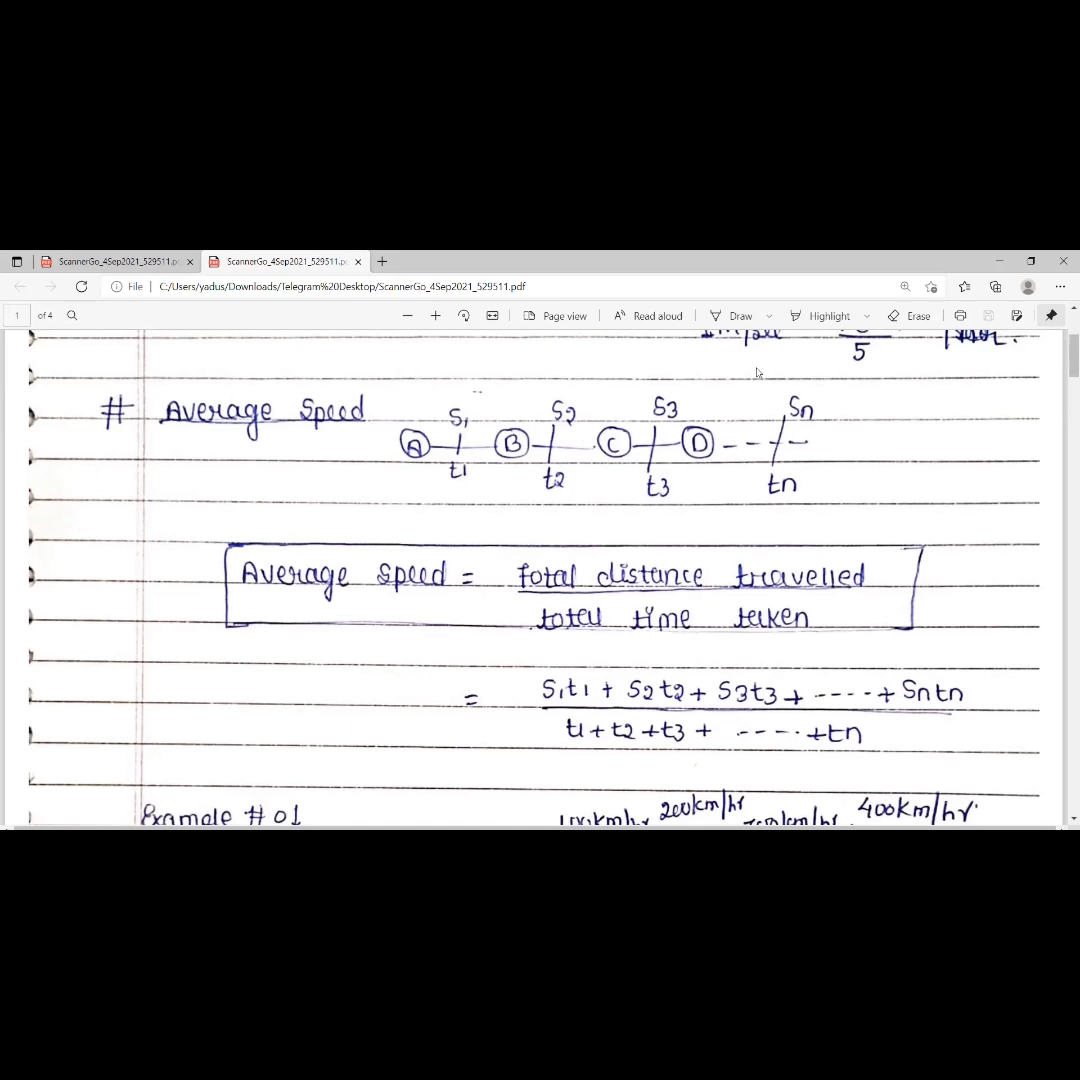 ScannerGo_4Sep2021_529511.p
ScannerGo_4Sep2021_529511.p
File | C:/Users/yadus/Downloads/Telegram%20Desktop/ScannerGo_4Sep2021_529511.pdf
1 of 4 Page view Read aloud Draw Highlight Erase
5
# Average Speed
S1 S2 S3 Sn
A B C D
t1 t2 t3 tn
Average Speed = total distance travelled
total time taken
= S1t1 + S2t2 + S3t3 + ----- + Sntn
t1 + t2 + t3 + ----- + tn
Example # 01 200km/hr 400km/hr